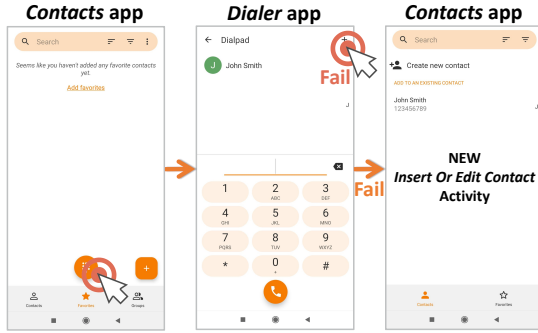 Contacts app
Search
Seems like you haven't added any favorite contacts
yet.
Add favorites
Contacts
Favorites
Groups
Dialer app
Dialpad
+
John Smith
Fail
J
1
2
ABC
3
DEF
4
GHI
5
JKL
6
MNO
7
PQRS
8
TUV
9
WXYZ
*
0
+
#
Fail
Contacts app
Search
Create new contact
ADD TO AN EXISTING CONTACT
John Smith
123456789
J
NEW
Insert Or Edit Contact
Activity
Contacts
Favorites